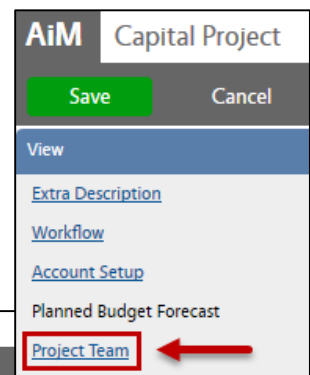 AiM Capital Project
Save Cancel
View
Extra Description
Workflow
Account Setup
Planned Budget Forecast
Project Team